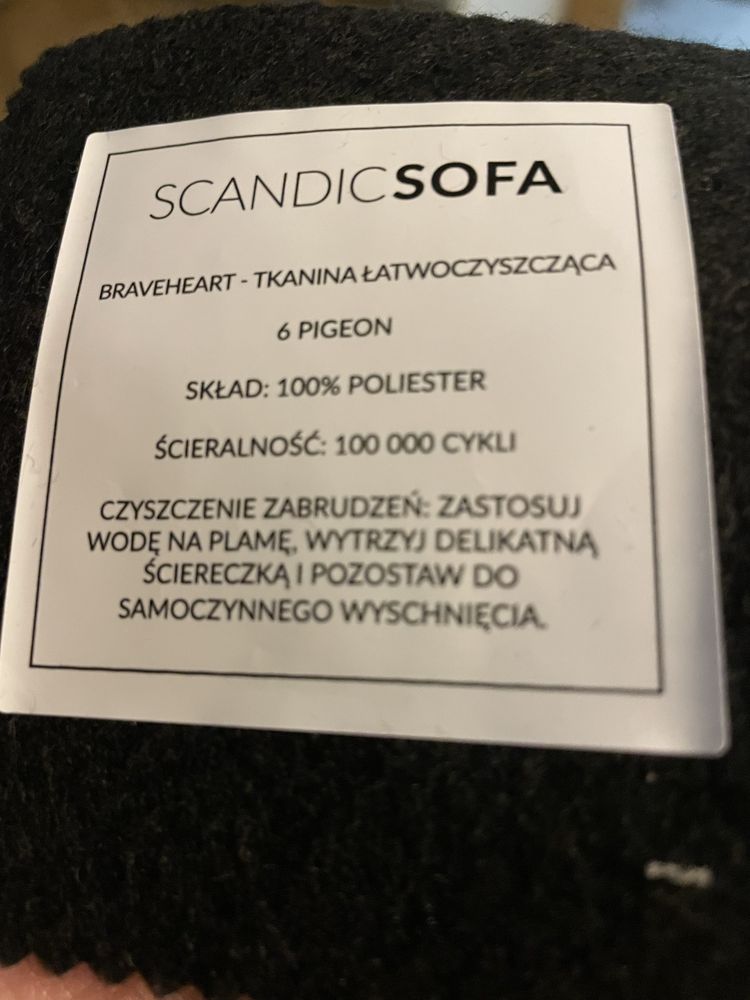 SCANDICSOFA
BRAVEHEART - TKANINA ŁATWOCZYSZCZĄCA
6 PIGEON
SKŁAD: 100% POLIESTER
ŚCIERALNOŚĆ: 100 000 CYKLI
CZYSZCZENIE ZABRUDZEŃ: ZASTOSUJ
WODĘ NA PLAMĘ, WYTRZYJ DELIKATNĄ
ŚCIERECZKĄ I POZOSTAW DO
SAMOCZYNNEGO WYSCHNIĘCIA.